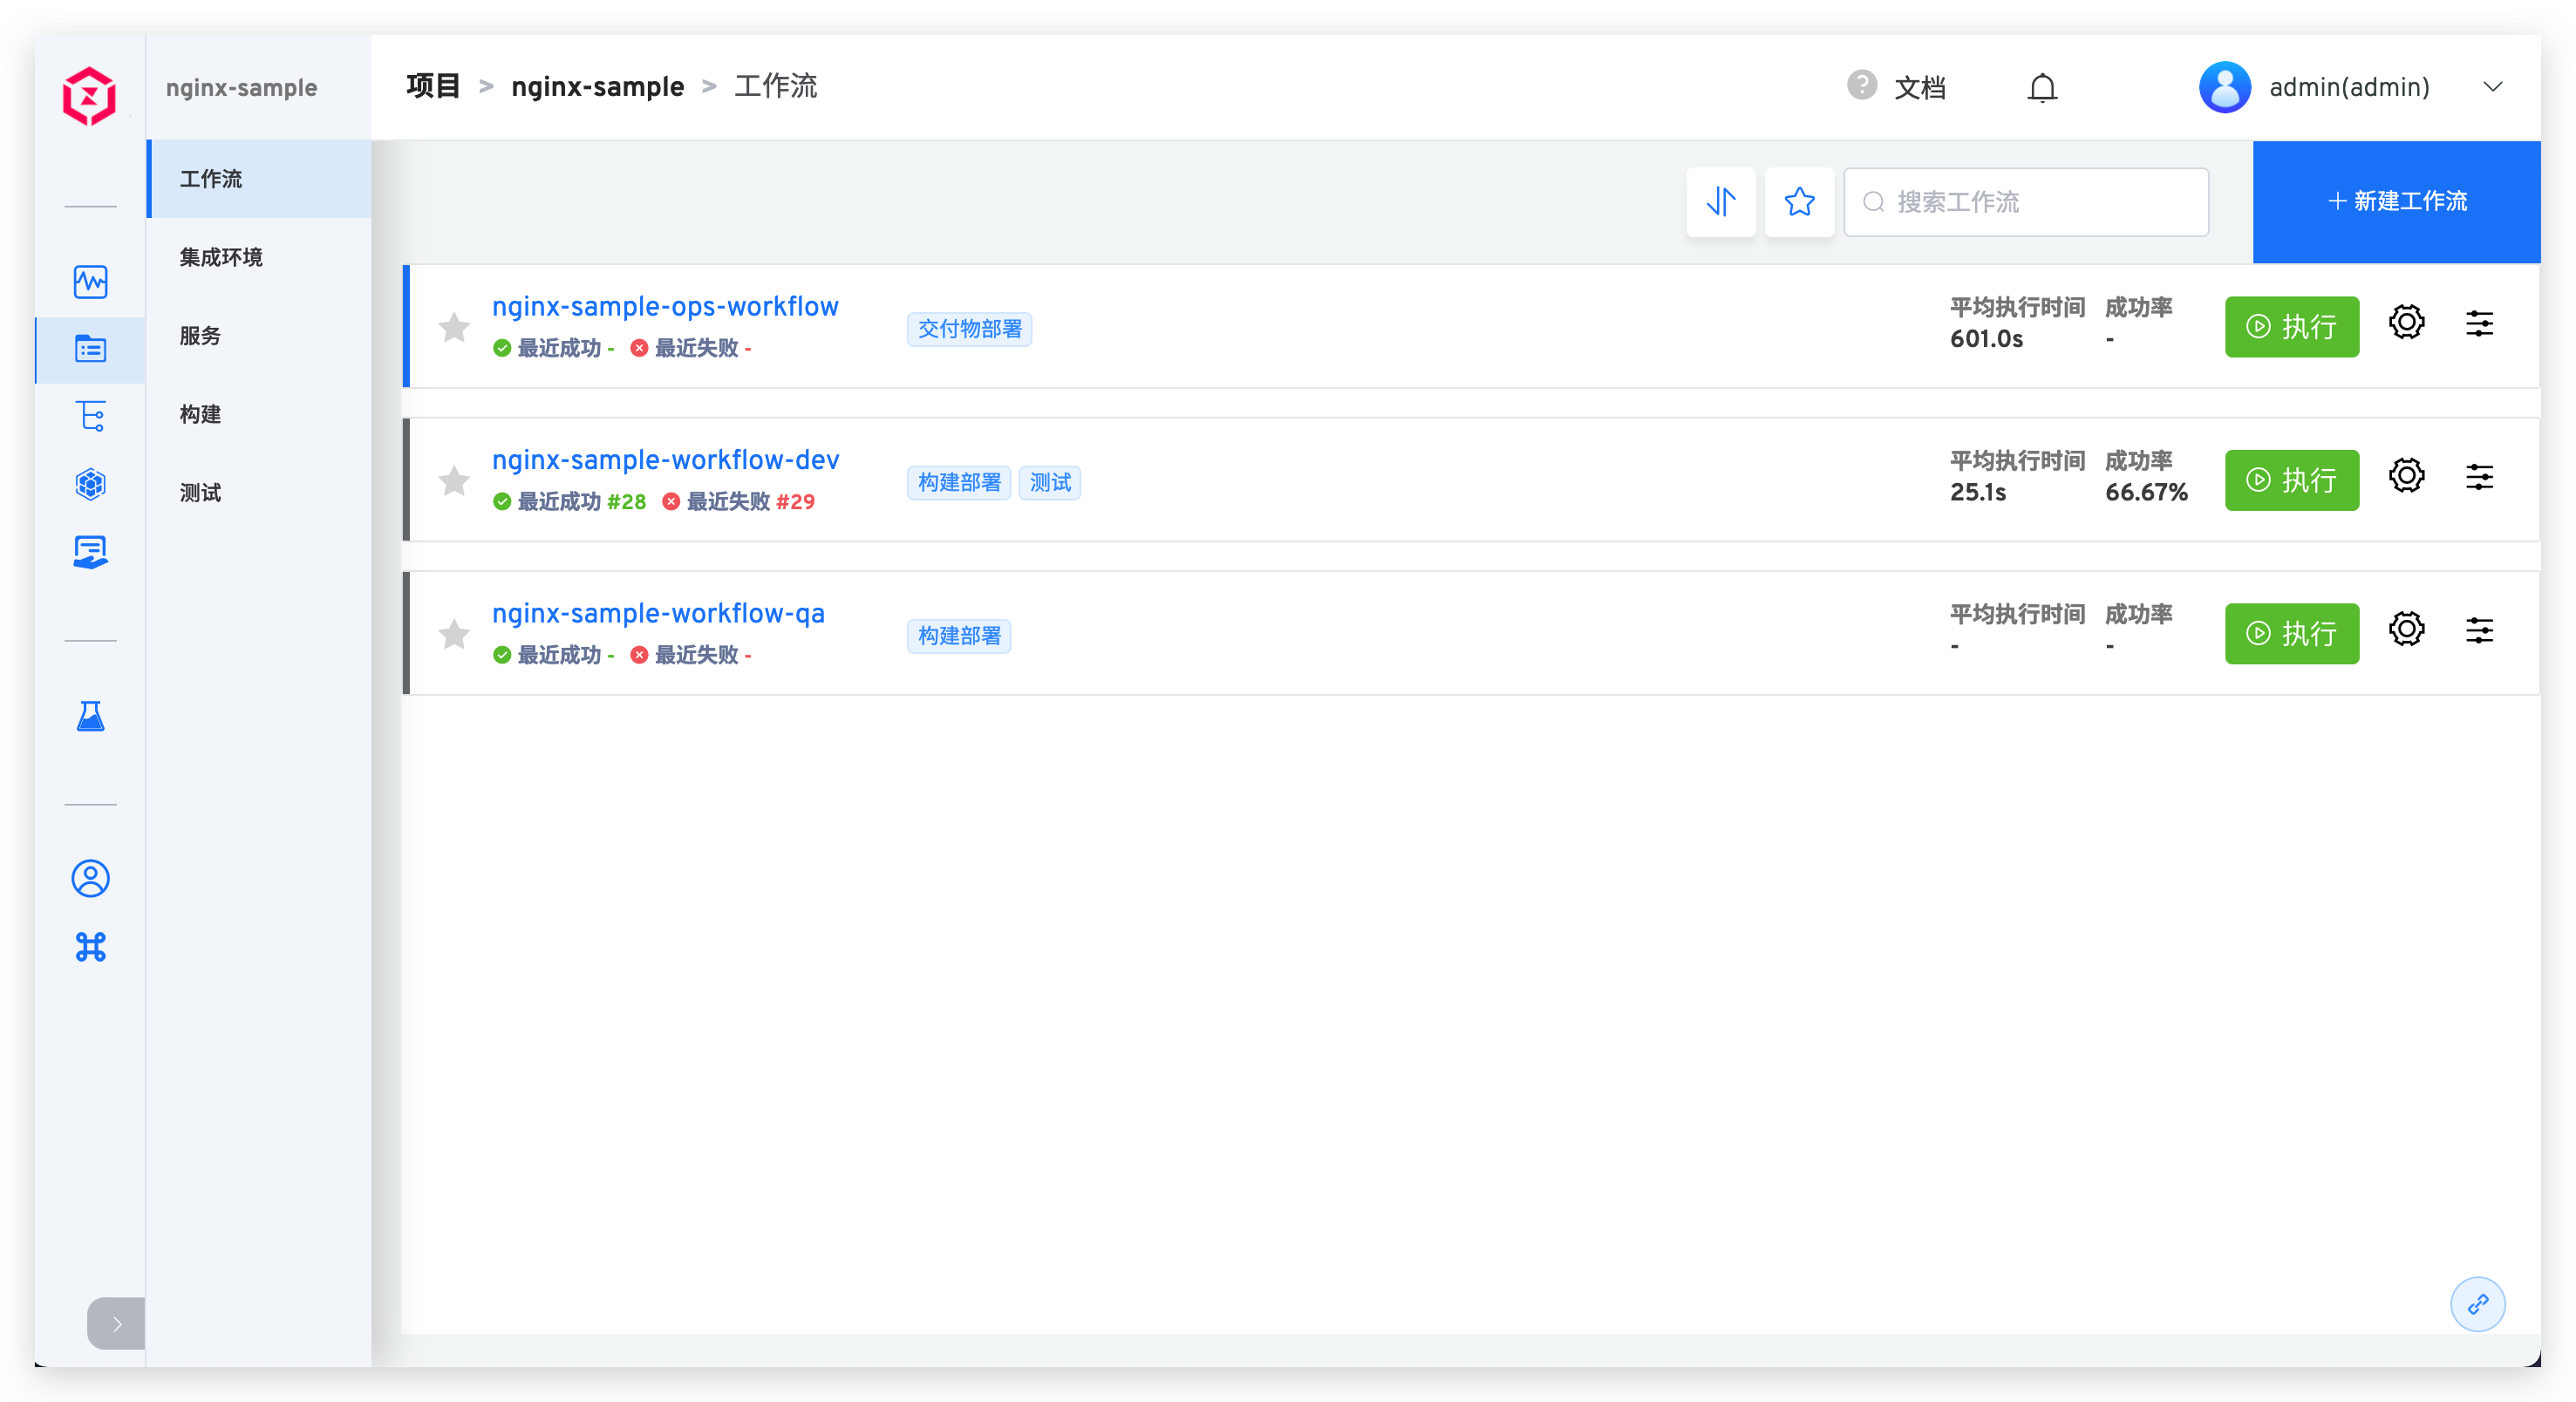 nginx-sample
工作流
集成环境
服务
构建
测试
项目 > nginx-sample > 工作流
? 文档
admin(admin)
搜索工作流
+ 新建工作流
nginx-sample-ops-workflow
最近成功 - 最近失败 -
交付物部署
平均执行时间 成功率
601.0s -
执行
nginx-sample-workflow-dev
最近成功 #28 最近失败 #29
构建部署 测试
平均执行时间 成功率
25.1s 66.67%
执行
nginx-sample-workflow-qa
最近成功 - 最近失败 -
构建部署
平均执行时间 成功率
- -
执行